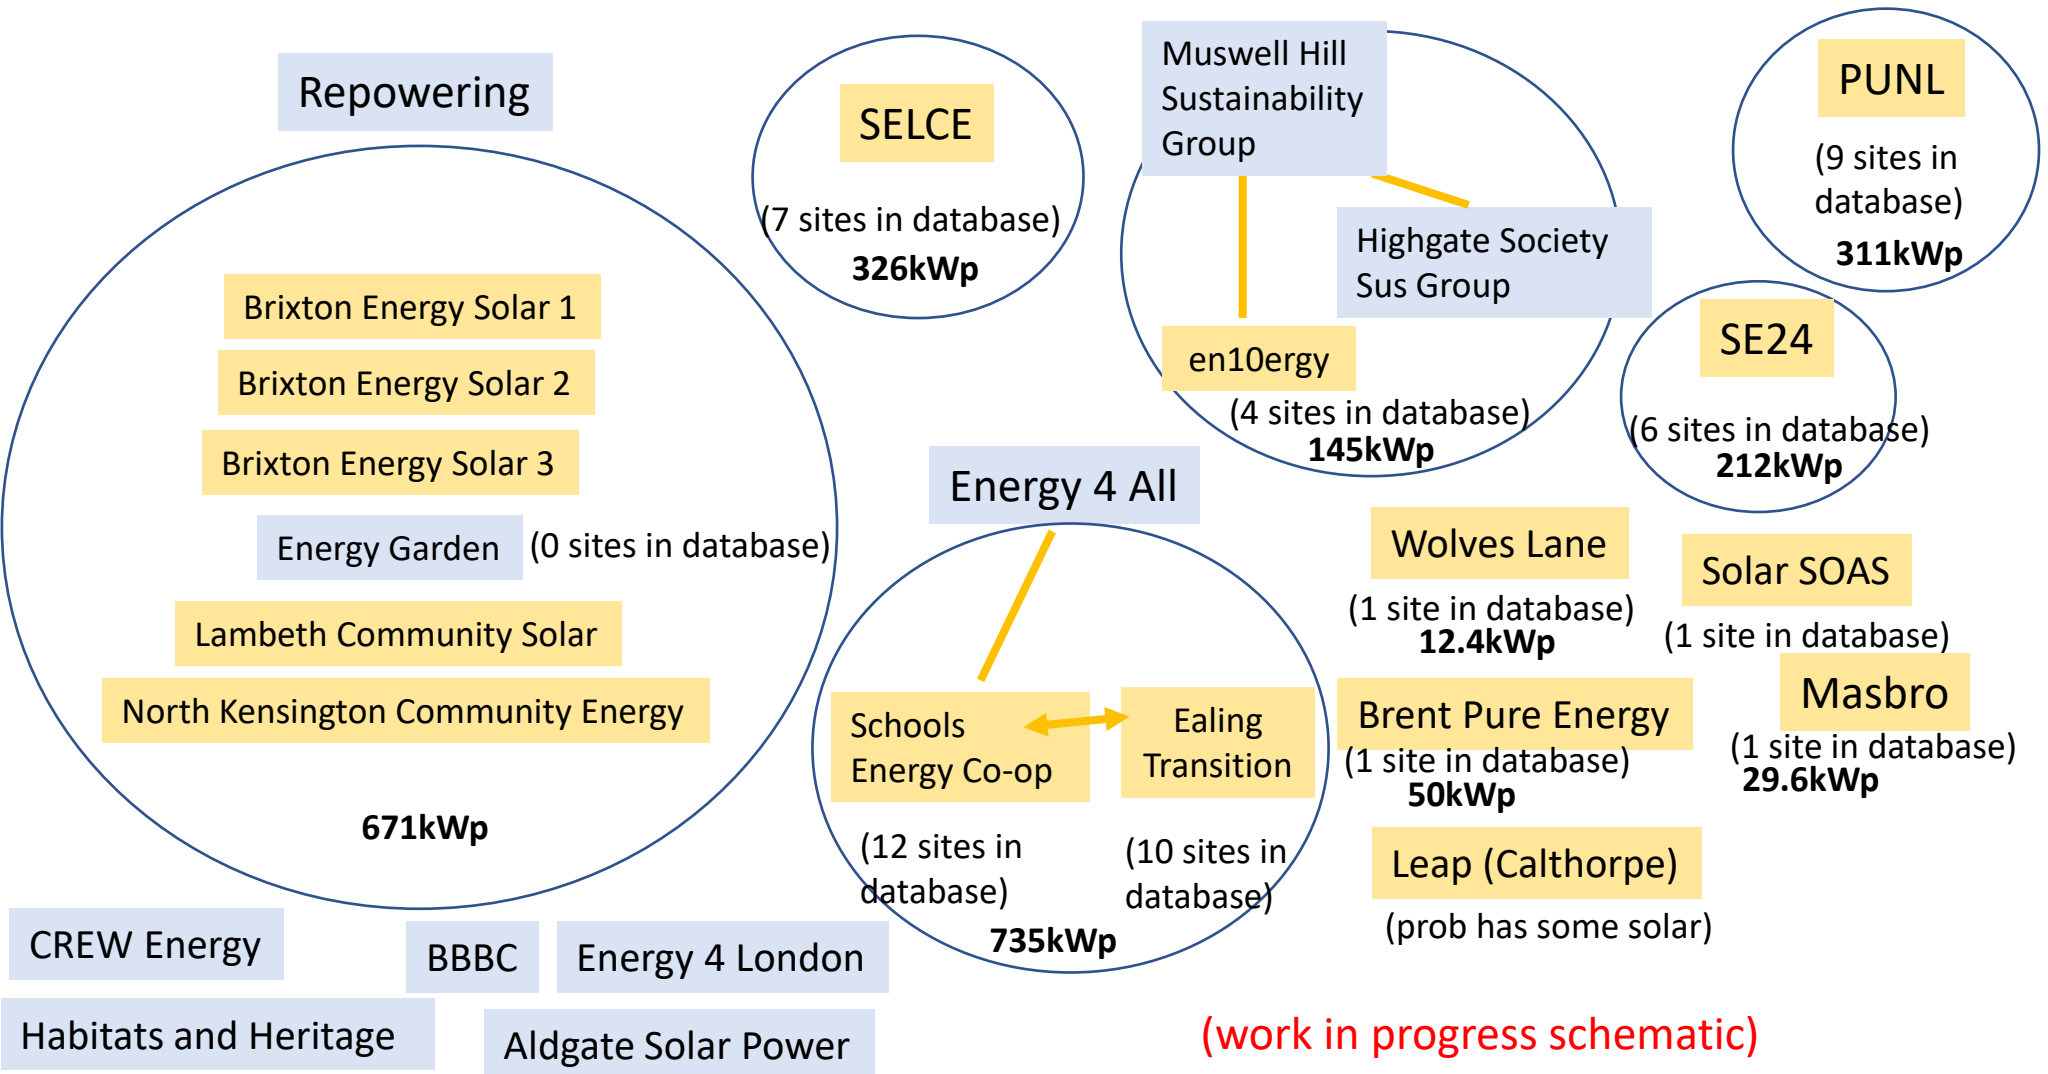 Repowering
Brixton Energy Solar 1
Brixton Energy Solar 2
Brixton Energy Solar 3
Energy Garden
(0 sites in database)
Lambeth Community Solar
North Kensington Community Energy
671kWp
SELCE
(7 sites in database)
326kWp
Muswell Hill
Sustainability
Group
Highgate Society
Sus Group
en10ergy
(4 sites in database)
145kWp
PUNL
(9 sites in
database)
311kWp
SE24
(6 sites in database)
212kWp
Energy 4 All
Schools
Energy Co-op
Ealing
Transition
(12 sites in
database)
(10 sites in
database)
735kWp
Wolves Lane
(1 site in database)
12.4kWp
Solar SOAS
(1 site in database)
Brent Pure Energy
(1 site in database)
50kWp
Masbro
(1 site in database)
29.6kWp
Leap (Calthorpe)
(prob has some solar)
CREW Energy
BBBC
Energy 4 London
Habitats and Heritage
Aldgate Solar Power
(work in progress schematic)